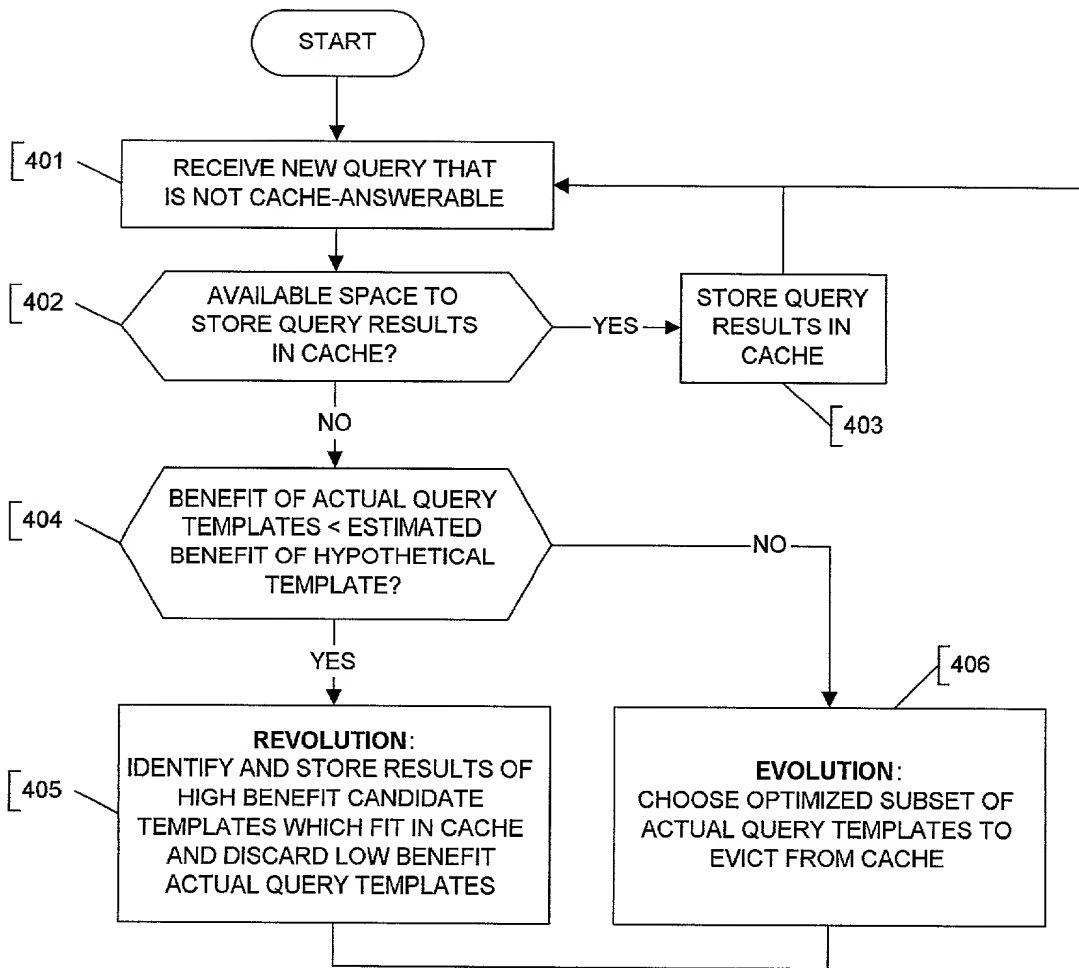 START
401
RECEIVE NEW QUERY THAT
IS NOT CACHE-ANSWERABLE
402
AVAILABLE SPACE TO
STORE QUERY RESULTS
IN CACHE?
YES
STORE QUERY
RESULTS IN
CACHE
403
NO
404
BENEFIT OF ACTUAL QUERY
TEMPLATES < ESTIMATED
BENEFIT OF HYPOTHETICAL
TEMPLATE?
NO
YES
406
405
REVOLUTION:
IDENTIFY AND STORE RESULTS OF
HIGH BENEFIT CANDIDATE
TEMPLATES WHICH FIT IN CACHE
AND DISCARD LOW BENEFIT
ACTUAL QUERY TEMPLATES
EVOLUTION:
CHOOSE OPTIMIZED SUBSET OF
ACTUAL QUERY TEMPLATES TO
EVICT FROM CACHE